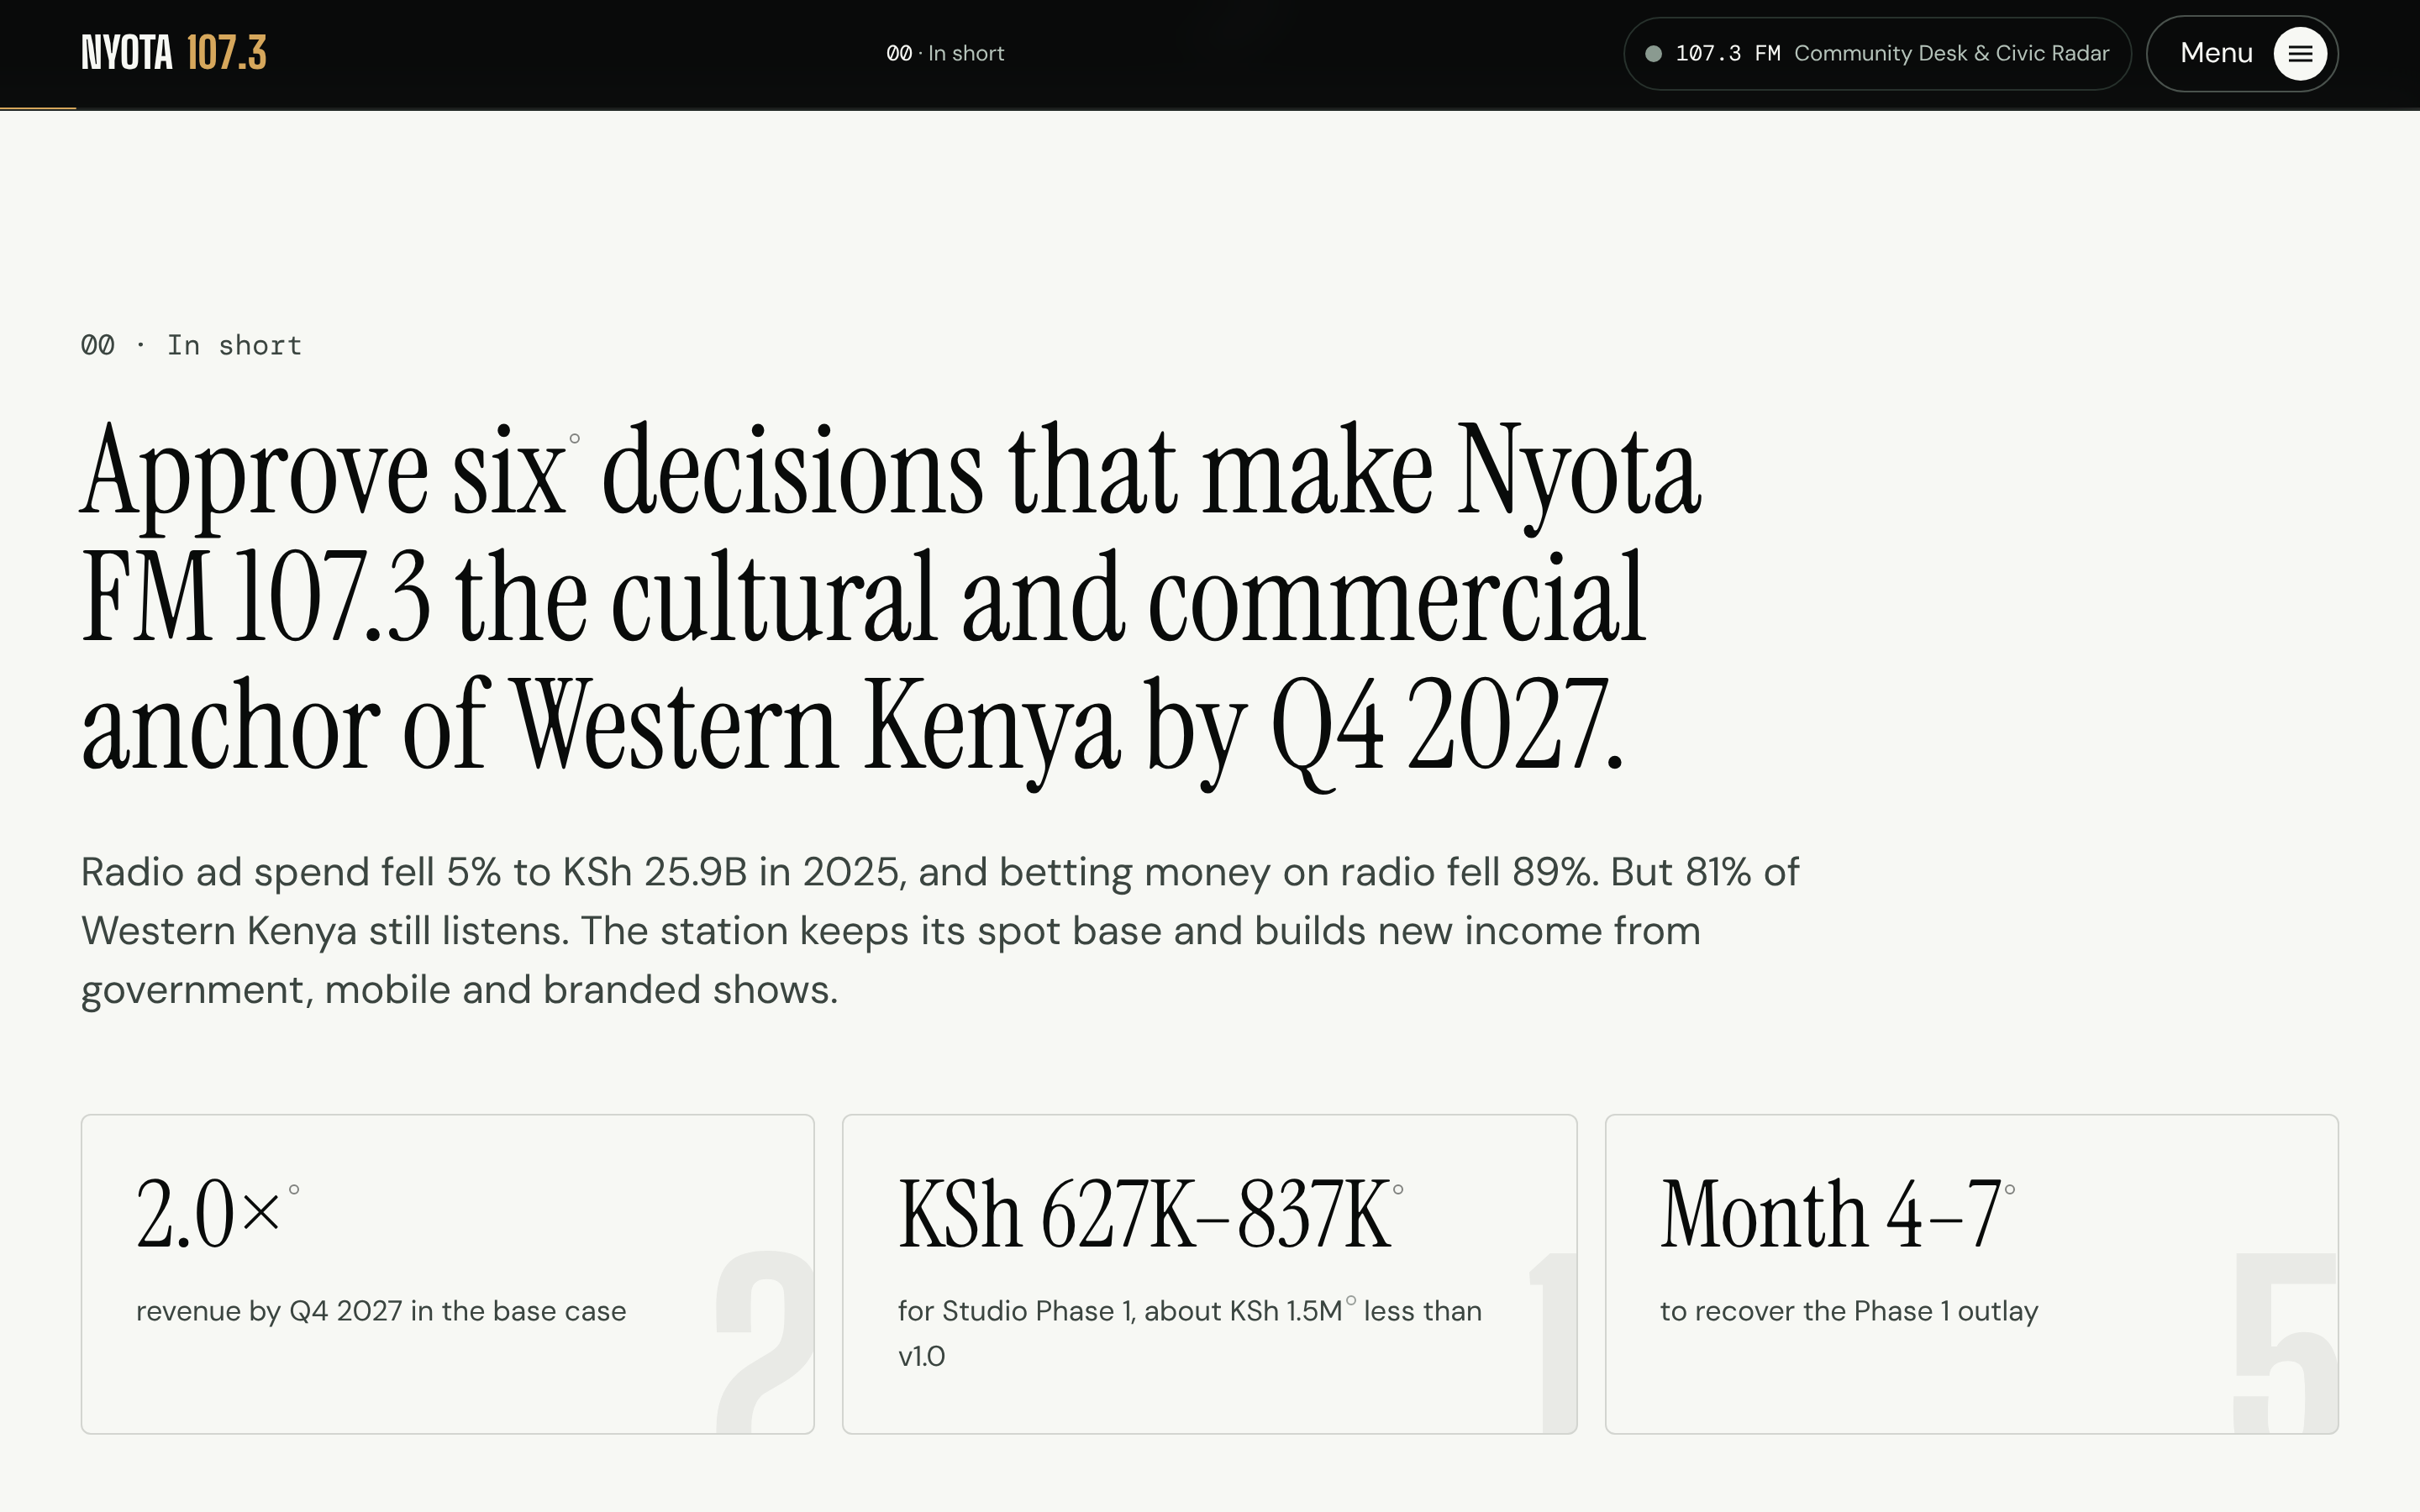 NYOTA 107.3
00 · In short
107.3 FM Community Desk & Civic Radar
Menu
00 · In short
Approve six° decisions that make Nyota
FM 107.3 the cultural and commercial
anchor of Western Kenya by Q4 2027.
Radio ad spend fell 5% to KSh 25.9B in 2025, and betting money on radio fell 89%. But 81% of
Western Kenya still listens. The station keeps its spot base and builds new income from
government, mobile and branded shows.
2.0×°
revenue by Q4 2027 in the base case
2
KSh 627K–837K°
for Studio Phase 1, about KSh 1.5M° less than
v1.0
1
Month 4–7°
to recover the Phase 1 outlay
5